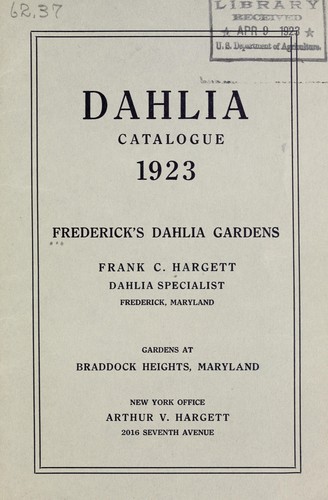 62.37
LIBRARY
RECEIVED
★ APR 9 1923 ★
U. S. Department of Agriculture.
DAHLIA
CATALOGUE
1923
FREDERICK'S DAHLIA GARDENS
FRANK C. HARGETT
DAHLIA SPECIALIST
FREDERICK, MARYLAND
GARDENS AT
BRADDOCK HEIGHTS, MARYLAND
NEW YORK OFFICE
ARTHUR V. HARGETT
2016 SEVENTH AVENUE